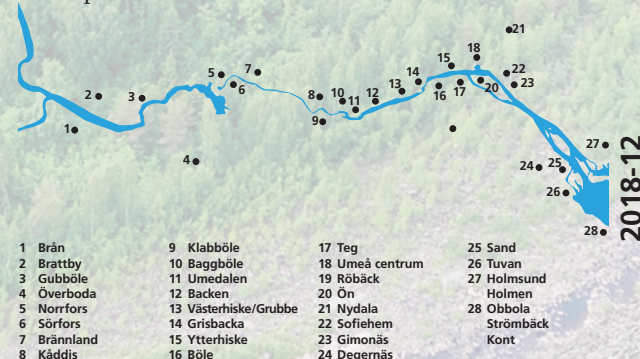 21
18
15
22
5
7
14
23
6
13
20
2
3
8
10
12
16
17
11
9
1
27
4
24
25
26
28
2018-12
1 Brån
2 Brattby
3 Gubböle
4 Överboda
5 Norrfors
6 Sörfors
7 Brännland
8 Kåddis
9 Klabböle
10 Baggböle
11 Umedalen
12 Backen
13 Västerhiske/Grubbe
14 Grisbacka
15 Ytterhiske
16 Böle
17 Teg
18 Umeå centrum
19 Röbäck
20 Ön
21 Nydala
22 Sofiehem
23 Gimonäs
24 Degernäs
25 Sand
26 Tuvan
27 Holmsund
Holmen
28 Obbola
Strömbäck
Kont